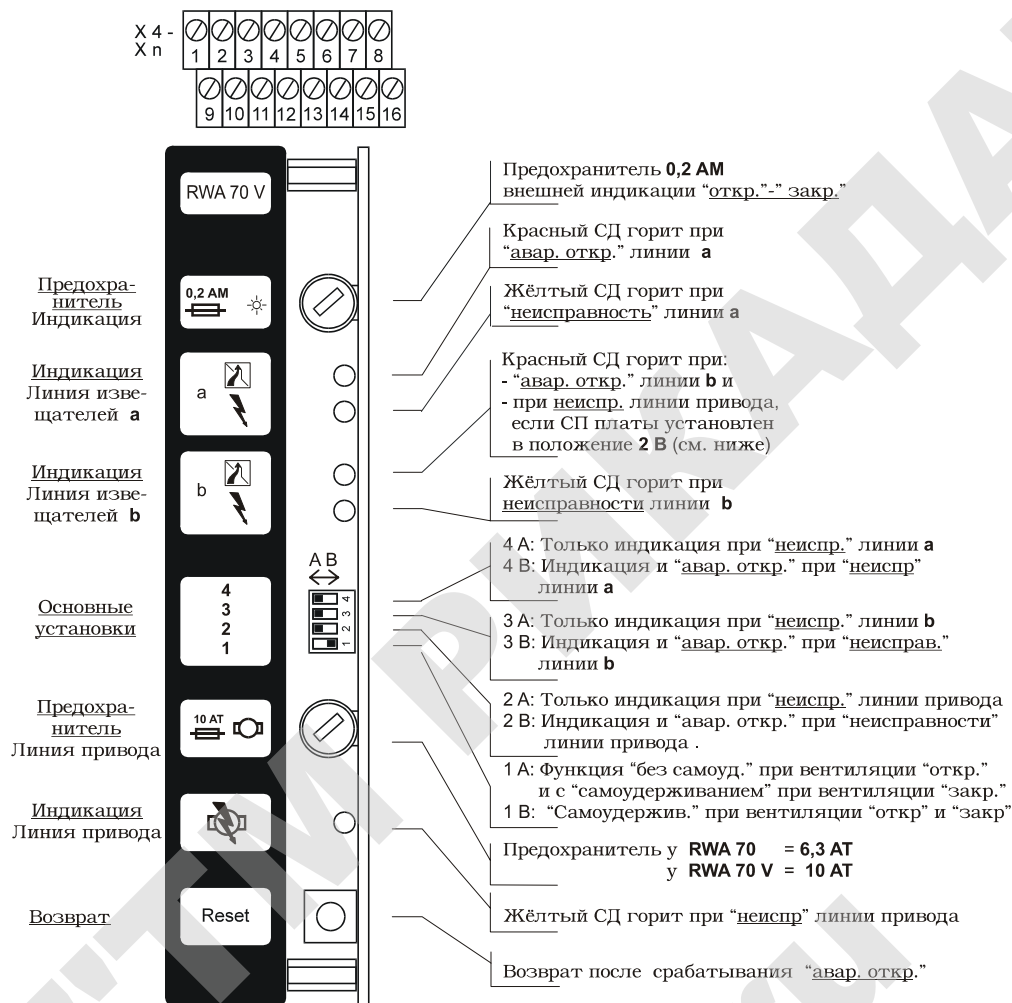 X 4 -
X n
1 2 3 4 5 6 7 8
9 10 11 12 13 14 15 16
RWA 70 V
Предохранитель 0,2 АМ
внешней индикации “откр.”-” закр.”
Красный СД горит при
“авар. откр.” линии a
Предохра-
нитель
Индикация
0,2 AM
Жёлтый СД горит при
“неисправность” линии a
Индикация
Линия изве-
щателей a
a
Красный СД горит при:
- “авар. откр.” линии b и
- при неиспр. линии привода,
если СП платы установлен
в положение 2 В (см. ниже)
Индикация
Линия изве-
щателей b
b
Жёлтый СД горит при
неисправности линии b
A B
4 3 2 1
4 А: Только индикация при “неиспр.” линии a
4 В: Индикация и “авар. откр.” при “неиспр”
линии a
Основные
установки
4
3
2
1
3 А: Только индикация при “неиспр.” линии b
3 В: Индикация и “авар. откр.” при “неисправ.”
линии b
2 А: Только индикация при “неиспр.” линии привода
2 В: Индикация и “авар. откр.” при “неисправности”
линии привода .
Предохра-
нитель
Линия привода
10 AT
1 А: Функция “без самоуд.” при вентиляции “откр.”
и с “самоудерживанием” при вентиляции “закр.”
1 В: “Самоудержив.” при вентиляции “откр” и “закр”
Индикация
Линия привода
Предохранитель у RWA 70 = 6,3 AT
у RWA 70 V = 10 AT
Возврат
Reset
Жёлтый СД горит при “неиспр” линии привода
Возврат после срабатывания “авар. откр.”
"ТМ РИКАДА
ru